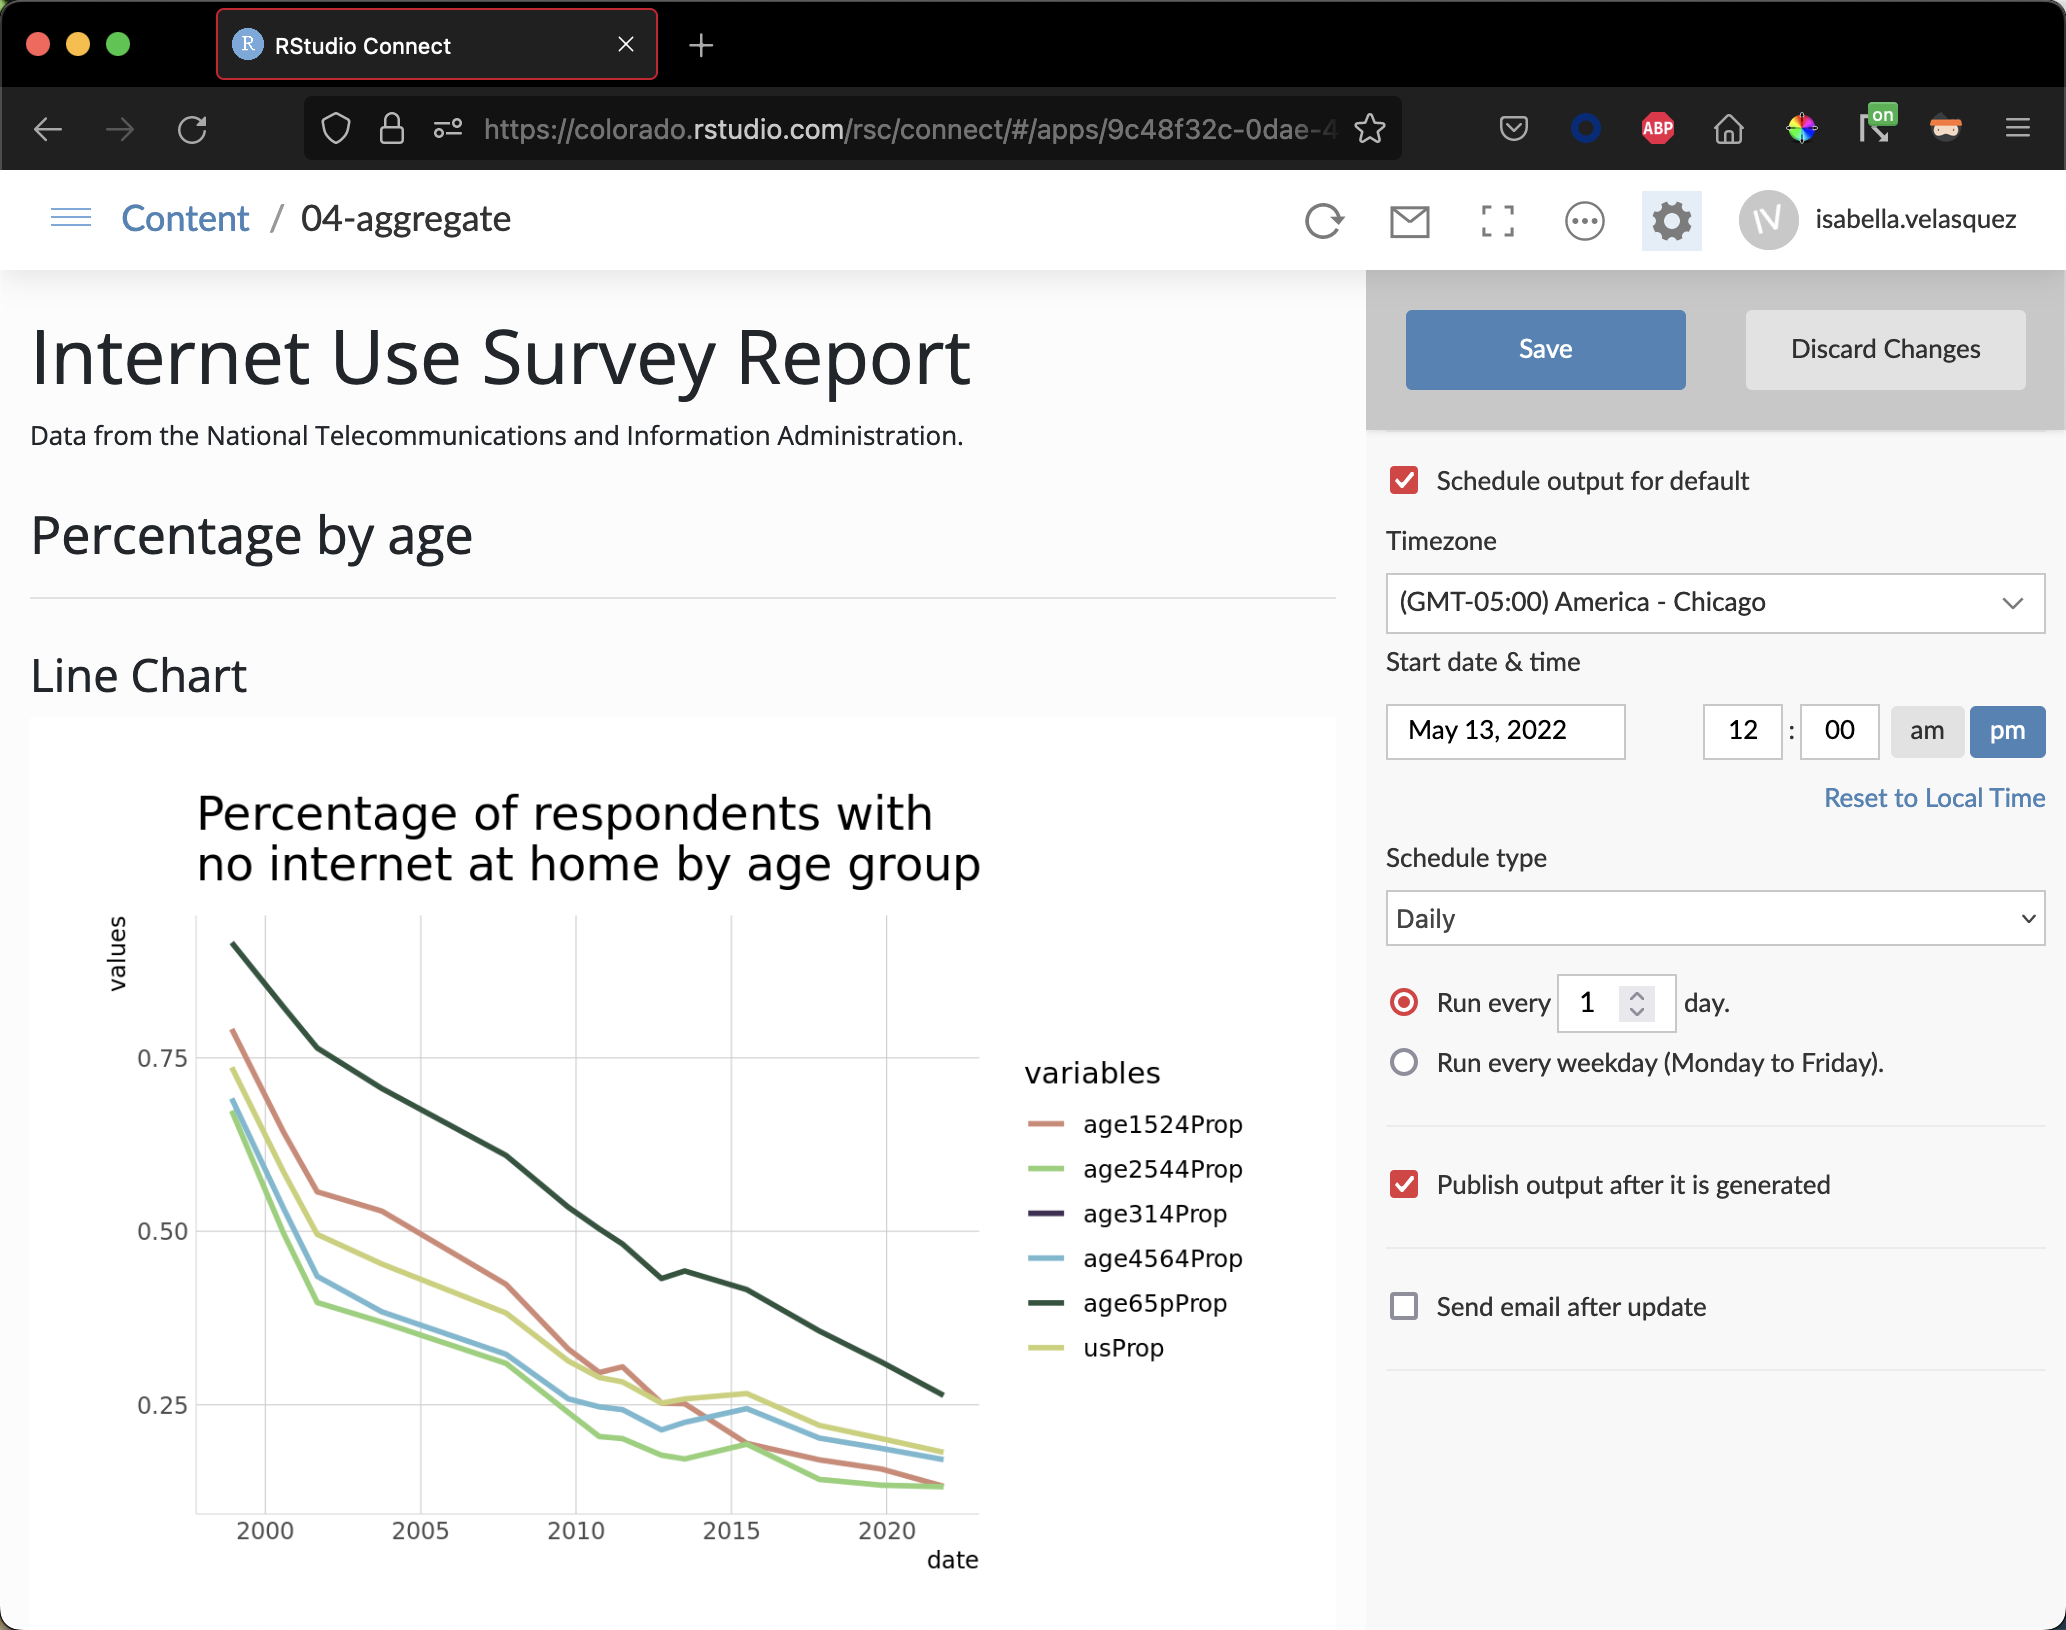 RStudio Connect
https://colorado.rstudio.com/rsc/connect/#/apps/9c48f32c-0dae-4
ABP
on
Content / 04-aggregate
IV
isabella.velasquez
Internet Use Survey Report
Data from the National Telecommunications and Information Administration.
Percentage by age
Line Chart
Percentage of respondents with
no internet at home by age group
values
0.75
0.50
0.25
2000 2005 2010 2015 2020
date
variables
age1524Prop
age2544Prop
age314Prop
age4564Prop
age65pProp
usProp
Save
Discard Changes
Schedule output for default
Timezone
(GMT-05:00) America - Chicago
Start date & time
May 13, 2022 12 : 00 am pm
Reset to Local Time
Schedule type
Daily
Run every 1 day.
Run every weekday (Monday to Friday).
Publish output after it is generated
Send email after update